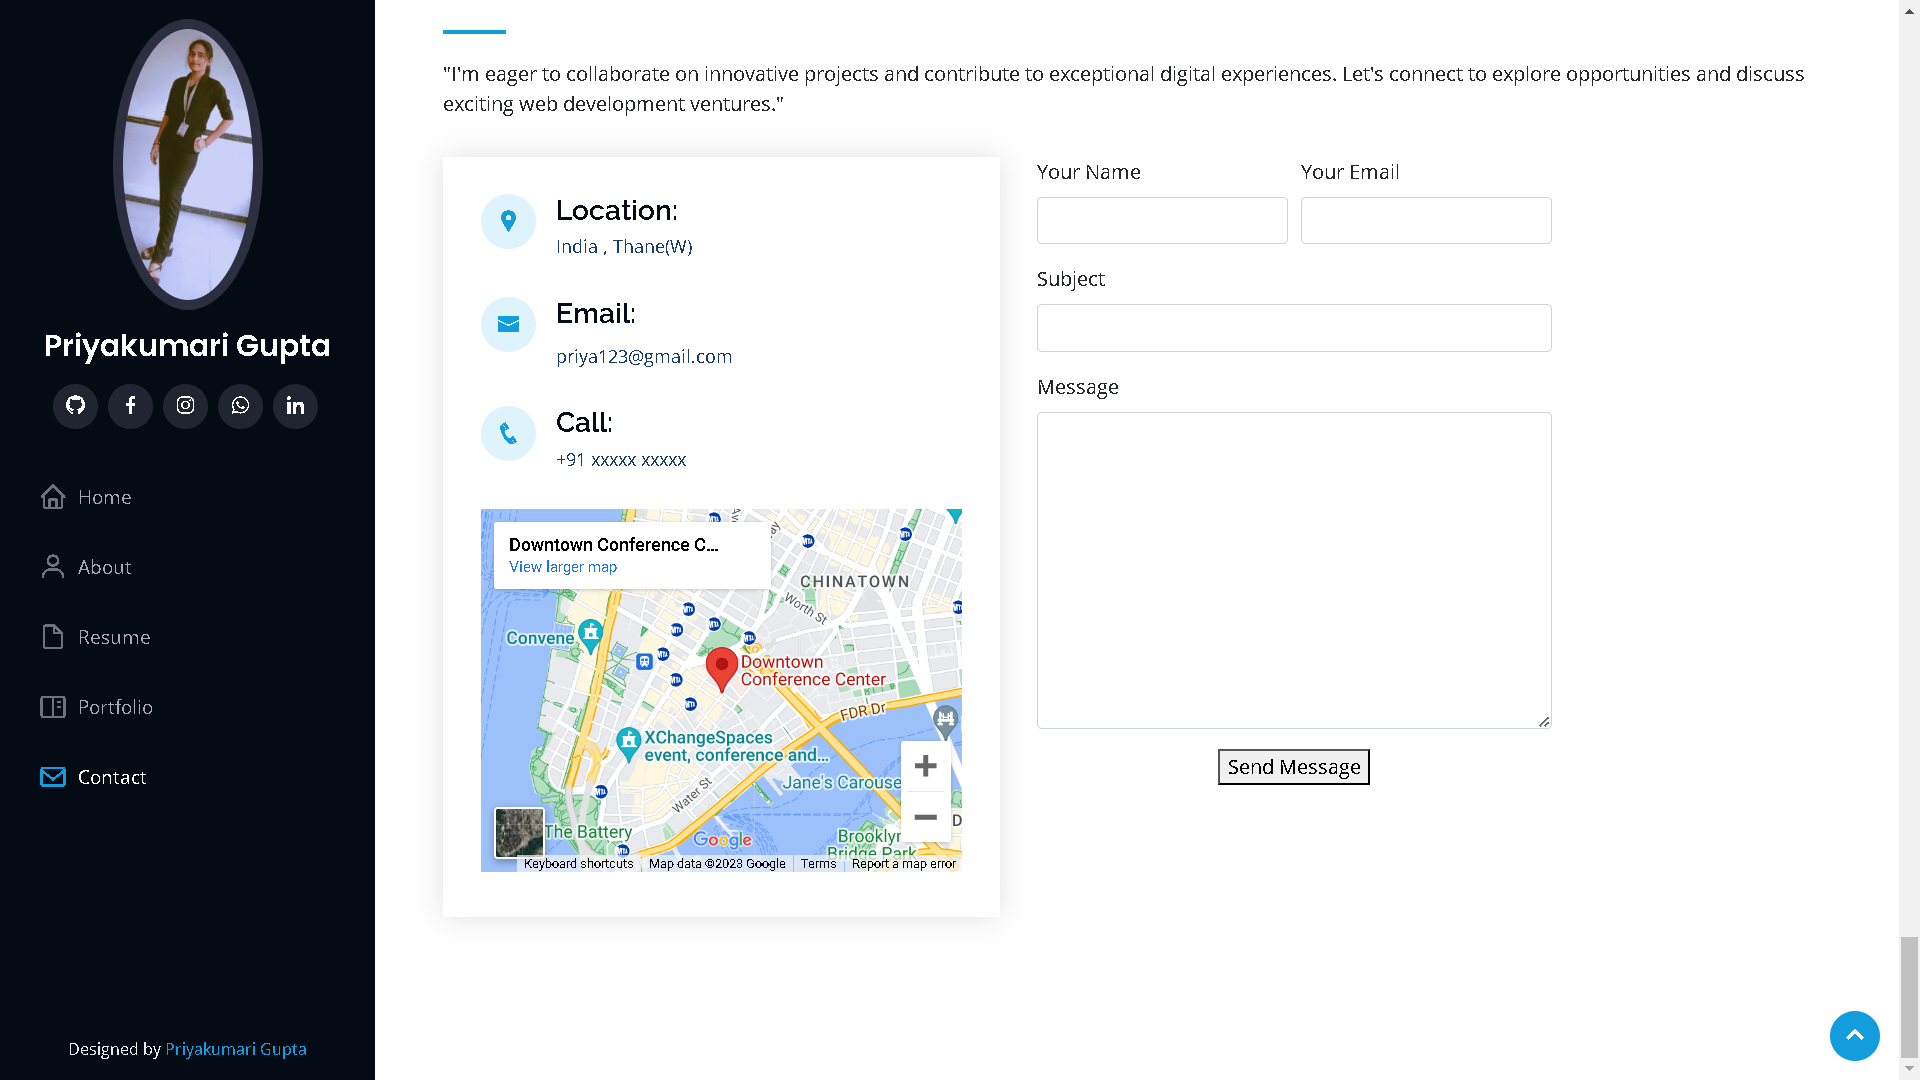 Priyakumari Gupta
Home
About
Resume
Portfolio
Contact
Designed by Priyakumari Gupta
"I'm eager to collaborate on innovative projects and contribute to exceptional digital experiences. Let's connect to explore opportunities and discuss
exciting web development ventures."
Location:
India , Thane(W)
Email:
priya123@gmail.com
Call:
+91 xxxxx xxxxx
Downtown Conference C...
View larger map
CHINATOWN
Worth St
Convene
Downtown
Conference Center
FDR Dr
XChangeSpaces
event, conference and...
Jane's Carouse
Water St
The Battery
Google
Brooklyn
Bridge Park
Keyboard shortcuts
Map data ©2023 Google
Terms
Report a map error
Your Name
Your Email
Subject
Message
Send Message